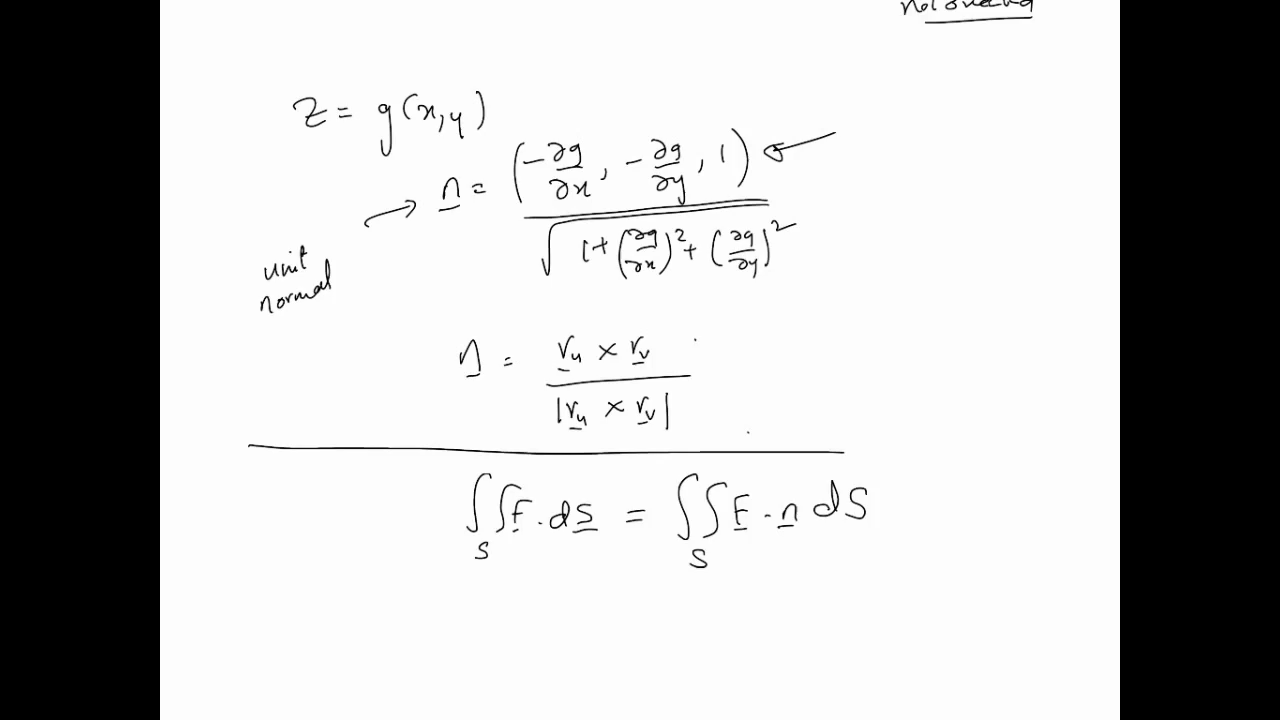 z = g(x,y)
n = (-∂g/∂x, -∂g/∂y, 1) / √(1+(∂g/∂x)²+(∂g/∂y)²)
unit
normal
n = r_u × r_v / |r_u × r_v|
∫∫_S F · dS = ∫∫_S F · n dS